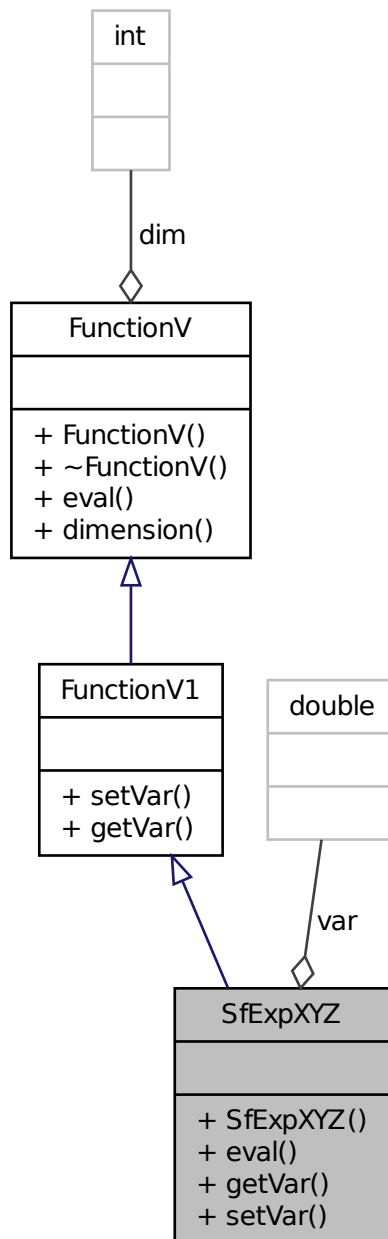 int
dim
FunctionV
+ FunctionV()
+ ~FunctionV()
+ eval()
+ dimension()
FunctionV1
+ setVar()
+ getVar()
double
var
SfExpXYZ
+ SfExpXYZ()
+ eval()
+ getVar()
+ setVar()